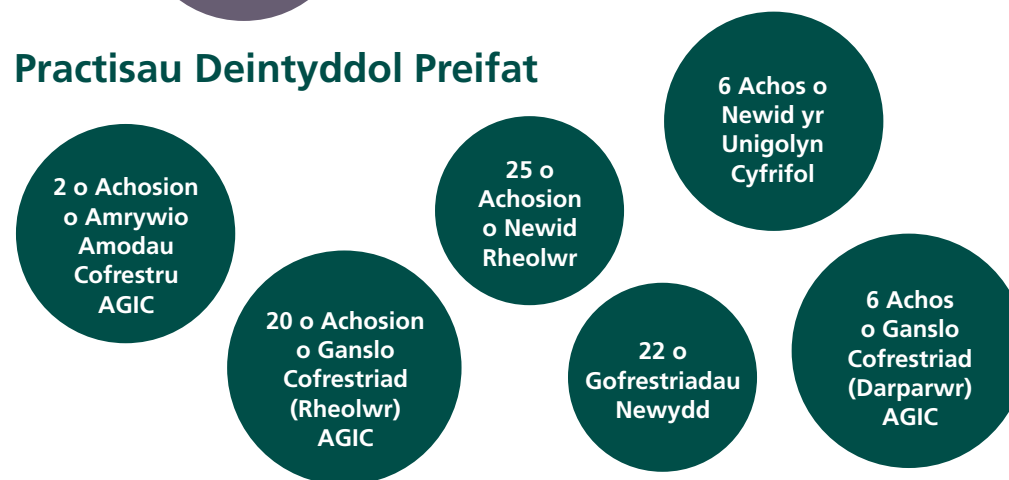 Practisau Deintyddol Preifat
6 Achos o
Newid yr
Unigolyn
Cyfrifol
2 o Achosion
o Amrywio
Amodau
Cofrestru
AGIC
25 o
Achosion
o Newid
Rheolwr
20 o Achosion
o Ganslo
Cofrestriad
(Rheolwr)
AGIC
22 o
Gofrestriadau
Newydd
6 Achos
o Ganslo
Cofrestriad
(Darparwr)
AGIC